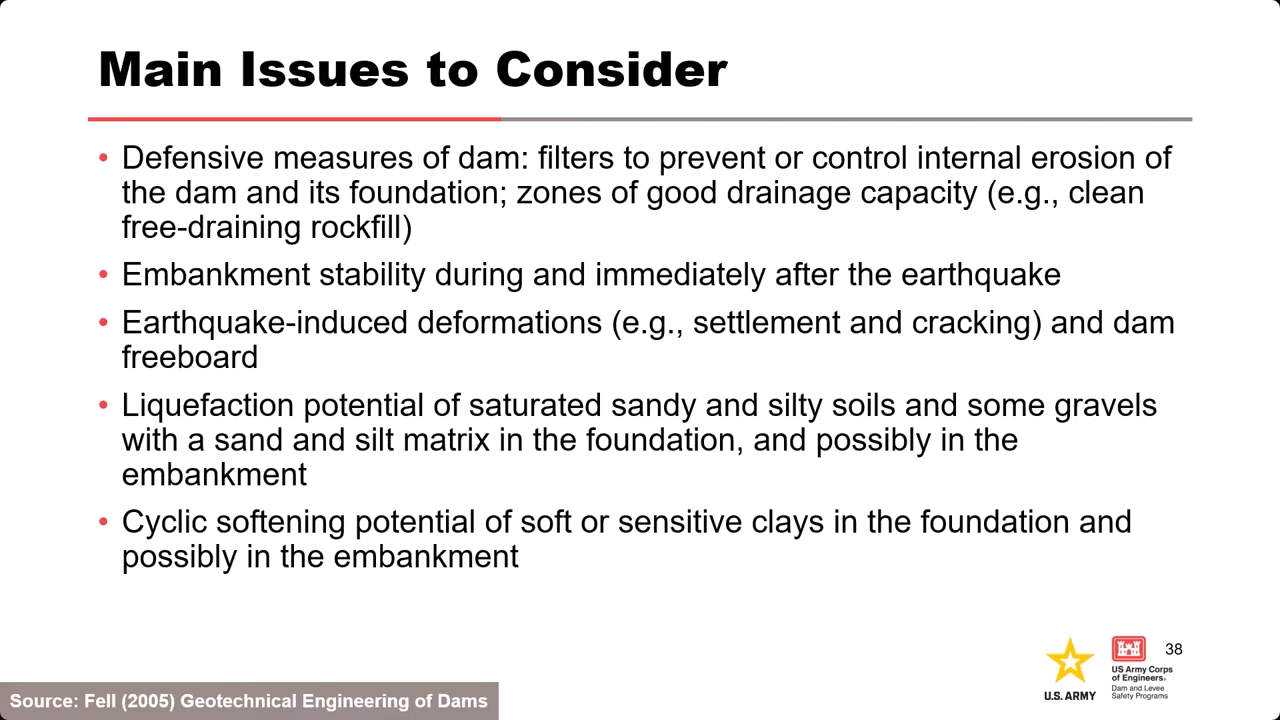 Main Issues to Consider
• Defensive measures of dam: filters to prevent or control internal erosion of
the dam and its foundation; zones of good drainage capacity (e.g., clean
free-draining rockfill)
• Embankment stability during and immediately after the earthquake
• Earthquake-induced deformations (e.g., settlement and cracking) and dam
freeboard
• Liquefaction potential of saturated sandy and silty soils and some gravels
with a sand and silt matrix in the foundation, and possibly in the
embankment
• Cyclic softening potential of soft or sensitive clays in the foundation and
possibly in the embankment
38
U.S. ARMY
US Army Corps
of Engineers®
Dam and Levee
Safety Programs
Source: Fell (2005) Geotechnical Engineering of Dams